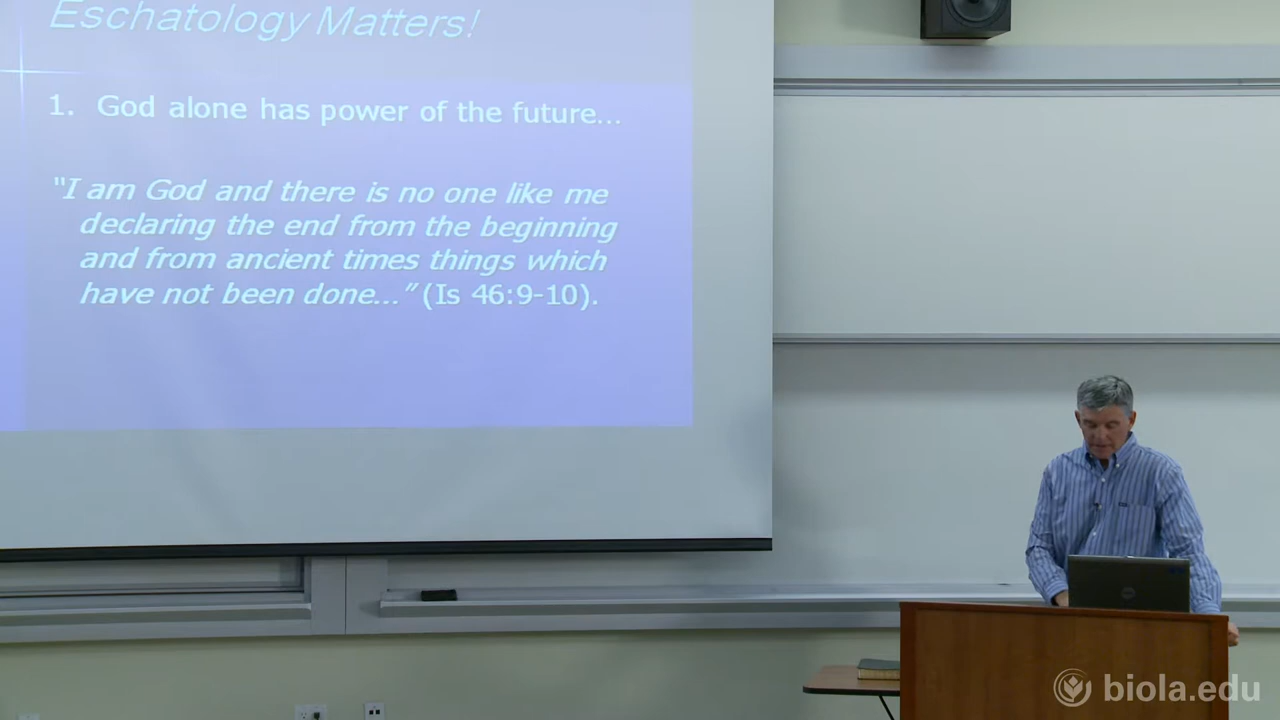 Eschatology Matters!
1. God alone has power of the future...
"I am God and there is no one like me
declaring the end from the beginning
and from ancient times things which
have not been done..." (Is 46:9-10).
biola.edu